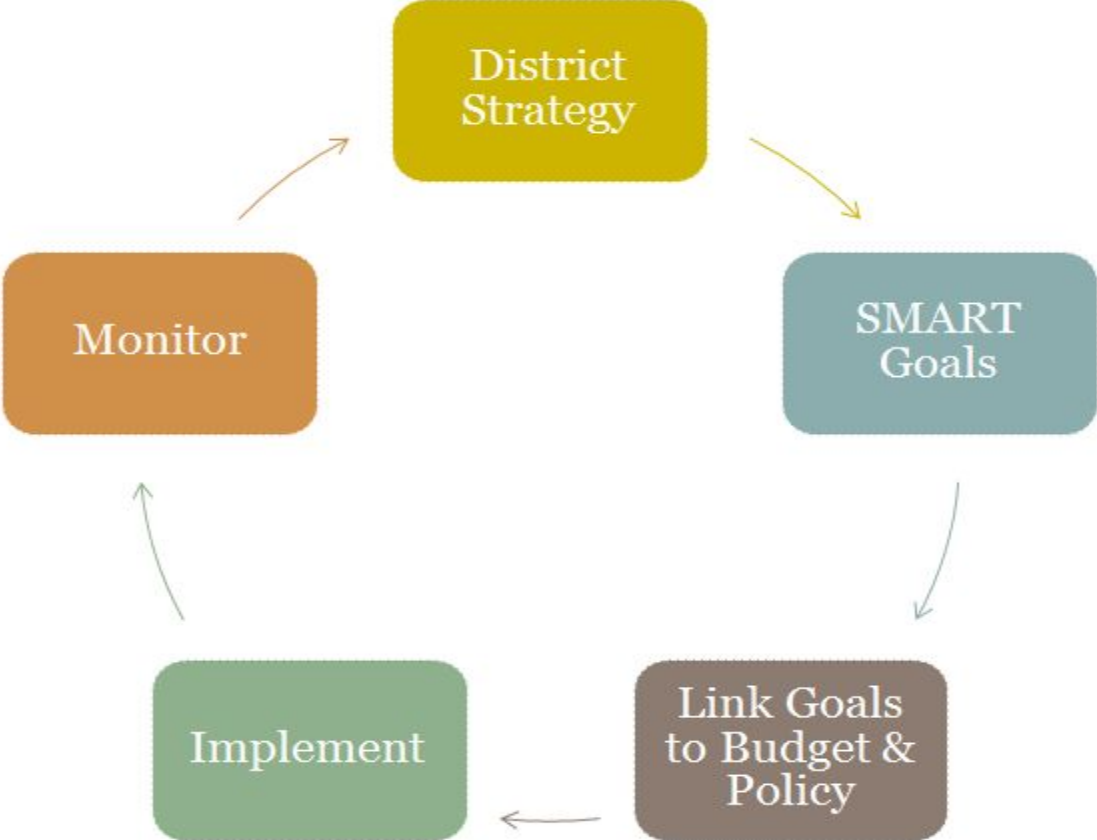 District
Strategy
SMART
Goals
Link Goals
to Budget &
Policy
Implement
Monitor